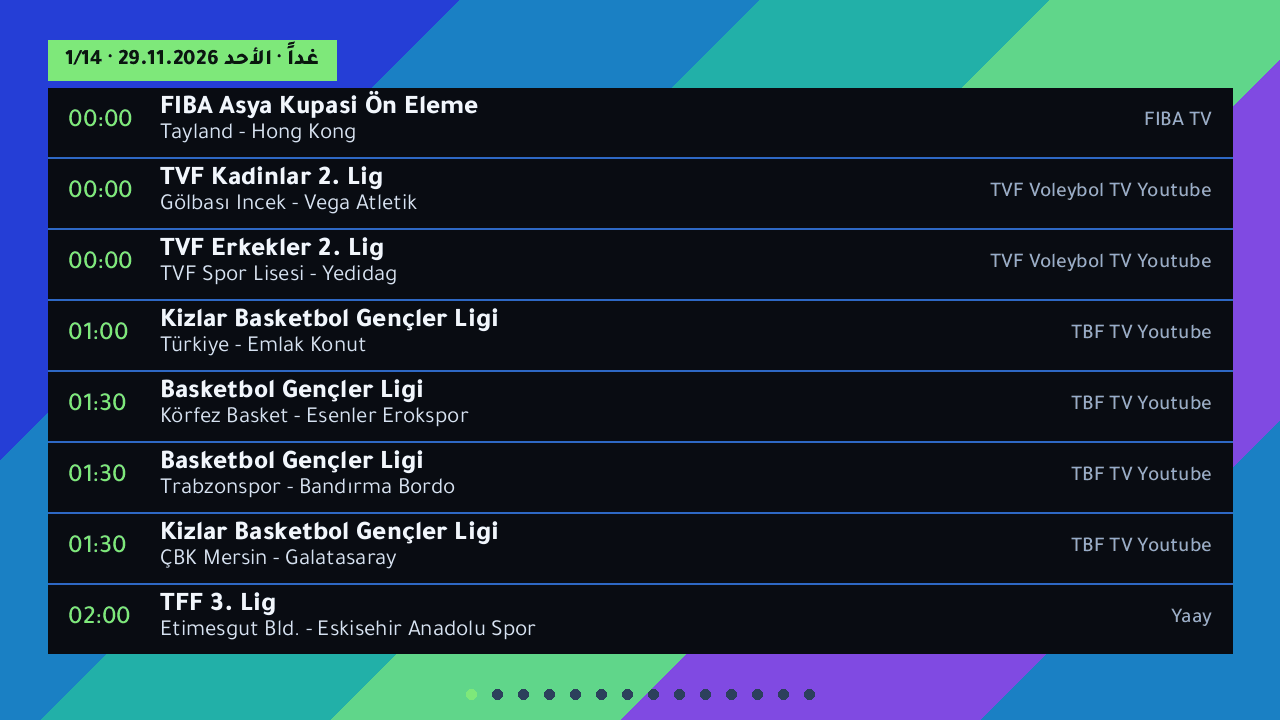 غداً · الأحد 29.11.2026 · 1/14
00:00
FIBA Asya Kupasi Ön Eleme
Tayland - Hong Kong
FIBA TV
00:00
TVF Kadinlar 2. Lig
Gölbası Incek - Vega Atletik
TVF Voleybol TV Youtube
00:00
TVF Erkekler 2. Lig
TVF Spor Lisesi - Yedidag
TVF Voleybol TV Youtube
01:00
Kizlar Basketbol Gençler Ligi
Türkiye - Emlak Konut
TBF TV Youtube
01:30
Basketbol Gençler Ligi
Körfez Basket - Esenler Erokspor
TBF TV Youtube
01:30
Basketbol Gençler Ligi
Trabzonspor - Bandırma Bordo
TBF TV Youtube
01:30
Kizlar Basketbol Gençler Ligi
ÇBK Mersin - Galatasaray
TBF TV Youtube
02:00
TFF 3. Lig
Etimesgut Bld. - Eskisehir Anadolu Spor
Yaay